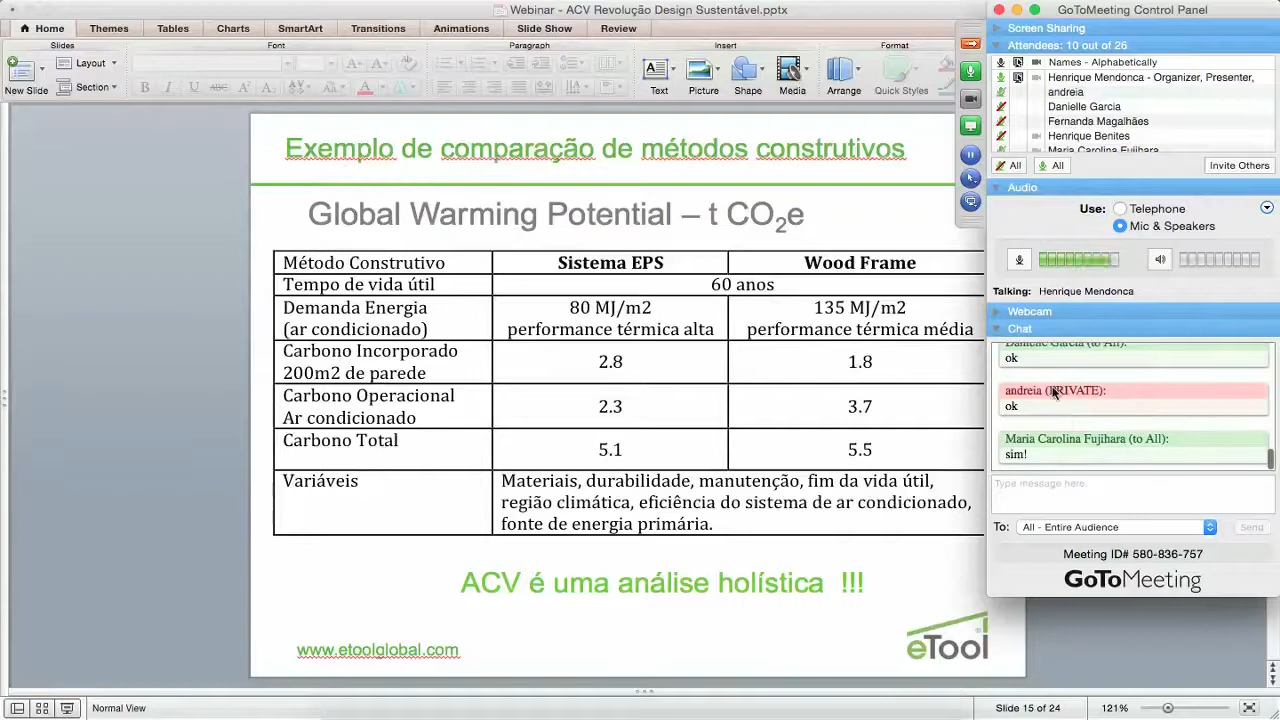 Webinar - ACV Revolução Design Sustentável.pptx
Home Themes Tables Charts SmartArt Transitions Animations Slide Show Review
Slides Font Paragraph Insert Format
New Slide
Layout
Section
Text Picture Shape Media Arrange Quick Styles
Exemplo de comparação de métodos construtivos
Global Warming Potential – t CO2e
Método Construtivo Sistema EPS Wood Frame
Tempo de vida útil 60 anos
Demanda Energia 80 MJ/m2 135 MJ/m2
(ar condicionado) performance térmica alta performance térmica média
Carbono Incorporado
200m2 de parede 2.8 1.8
Carbono Operacional
Ar condicionado 2.3 3.7
Carbono Total 5.1 5.5
Variáveis Materiais, durabilidade, manutenção, fim da vida útil,
região climática, eficiência do sistema de ar condicionado,
fonte de energia primária.
ACV é uma análise holística !!!
www.etoolglobal.com
eTool
Normal View
Slide 15 of 24
121%
GoToMeeting Control Panel
Screen Sharing
Attendees: 10 out of 26
Names - Alphabetically
Henrique Mendonca - Organizer, Presenter,
andreia
Danielle Garcia
Fernanda Magalhães
Henrique Benites
Maria Carolina Fujihara
All All Invite Others
Audio
Use: Telephone
Mic & Speakers
Talking: Henrique Mendonca
Webcam
Chat
Danielle Garcia (to All):
ok
andreia (PRIVATE):
ok
Maria Carolina Fujihara (to All):
sim!
Type message here.
To: All - Entire Audience Send
Meeting ID# 580-836-757
GoToMeeting